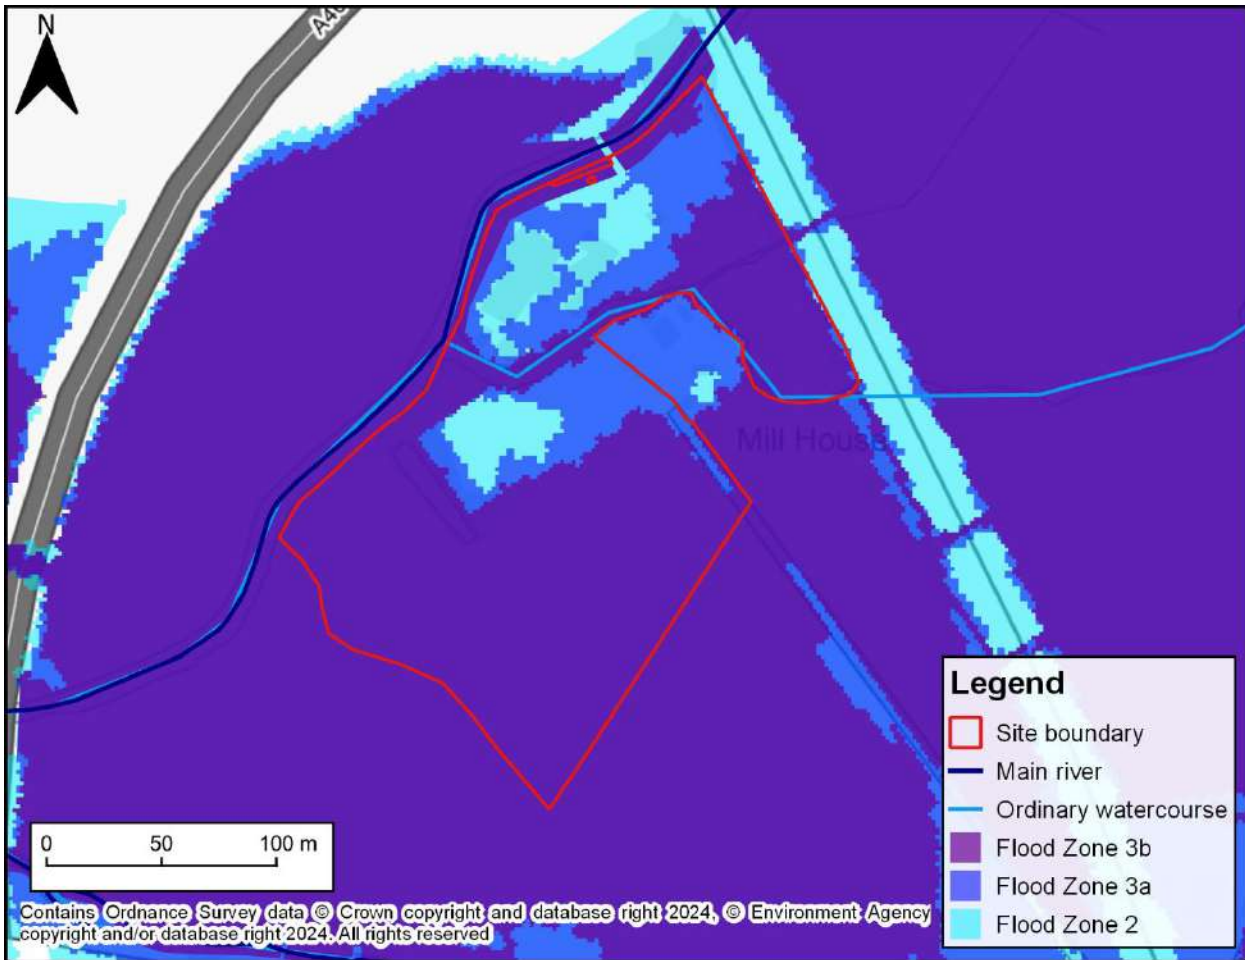 N
Mill House
Legend
Site boundary
Main river
Ordinary watercourse
Flood Zone 3b
Flood Zone 3a
Flood Zone 2
0 50 100 m
Contains Ordnance Survey data © Crown copyright and database right 2024, © Environment Agency
copyright and/or database right 2024. All rights reserved